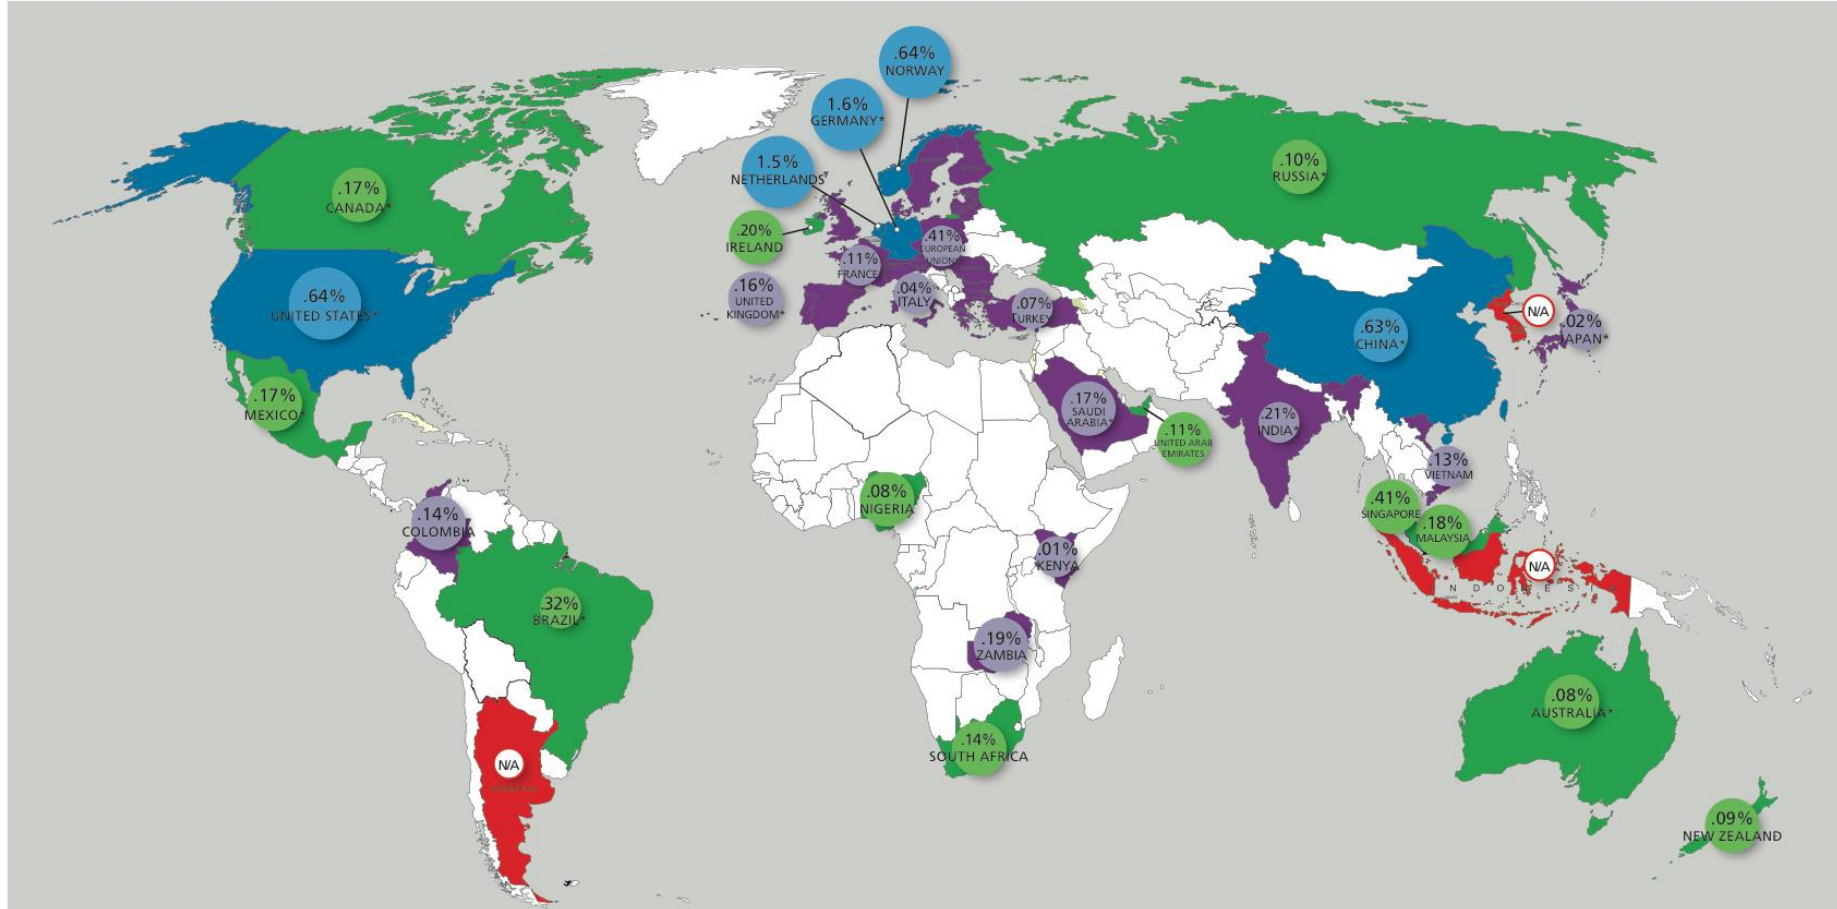 .64%
NORWAY
1.6%
GERMANY*
1.5%
NETHERLANDS
.10%
RUSSIA*
.17%
CANADA*
.20%
IRELAND
.41%
EUROPEAN
UNION*
.11%
FRANCE*
.16%
UNITED
KINGDOM*
.04%
ITALY
.07%
TURKEY
.64%
UNITED STATES*
N/A
.63%
CHINA*
.02%
JAPAN*
.17%
MEXICO*
.17%
SAUDI
ARABIA*
.21%
INDIA*
.11%
UNITED ARAB
EMIRATES
.13%
VIETNAM
.14%
COLOMBIA
.08%
NIGERIA
.41%
SINGAPORE
.18%
MALAYSIA
.01%
KENYA
N/A
INDONESI
.32%
BRAZIL*
.19%
ZAMBIA
.08%
AUSTRALIA*
.14%
SOUTH AFRICA
N/A
.09%
NEW ZEALAND